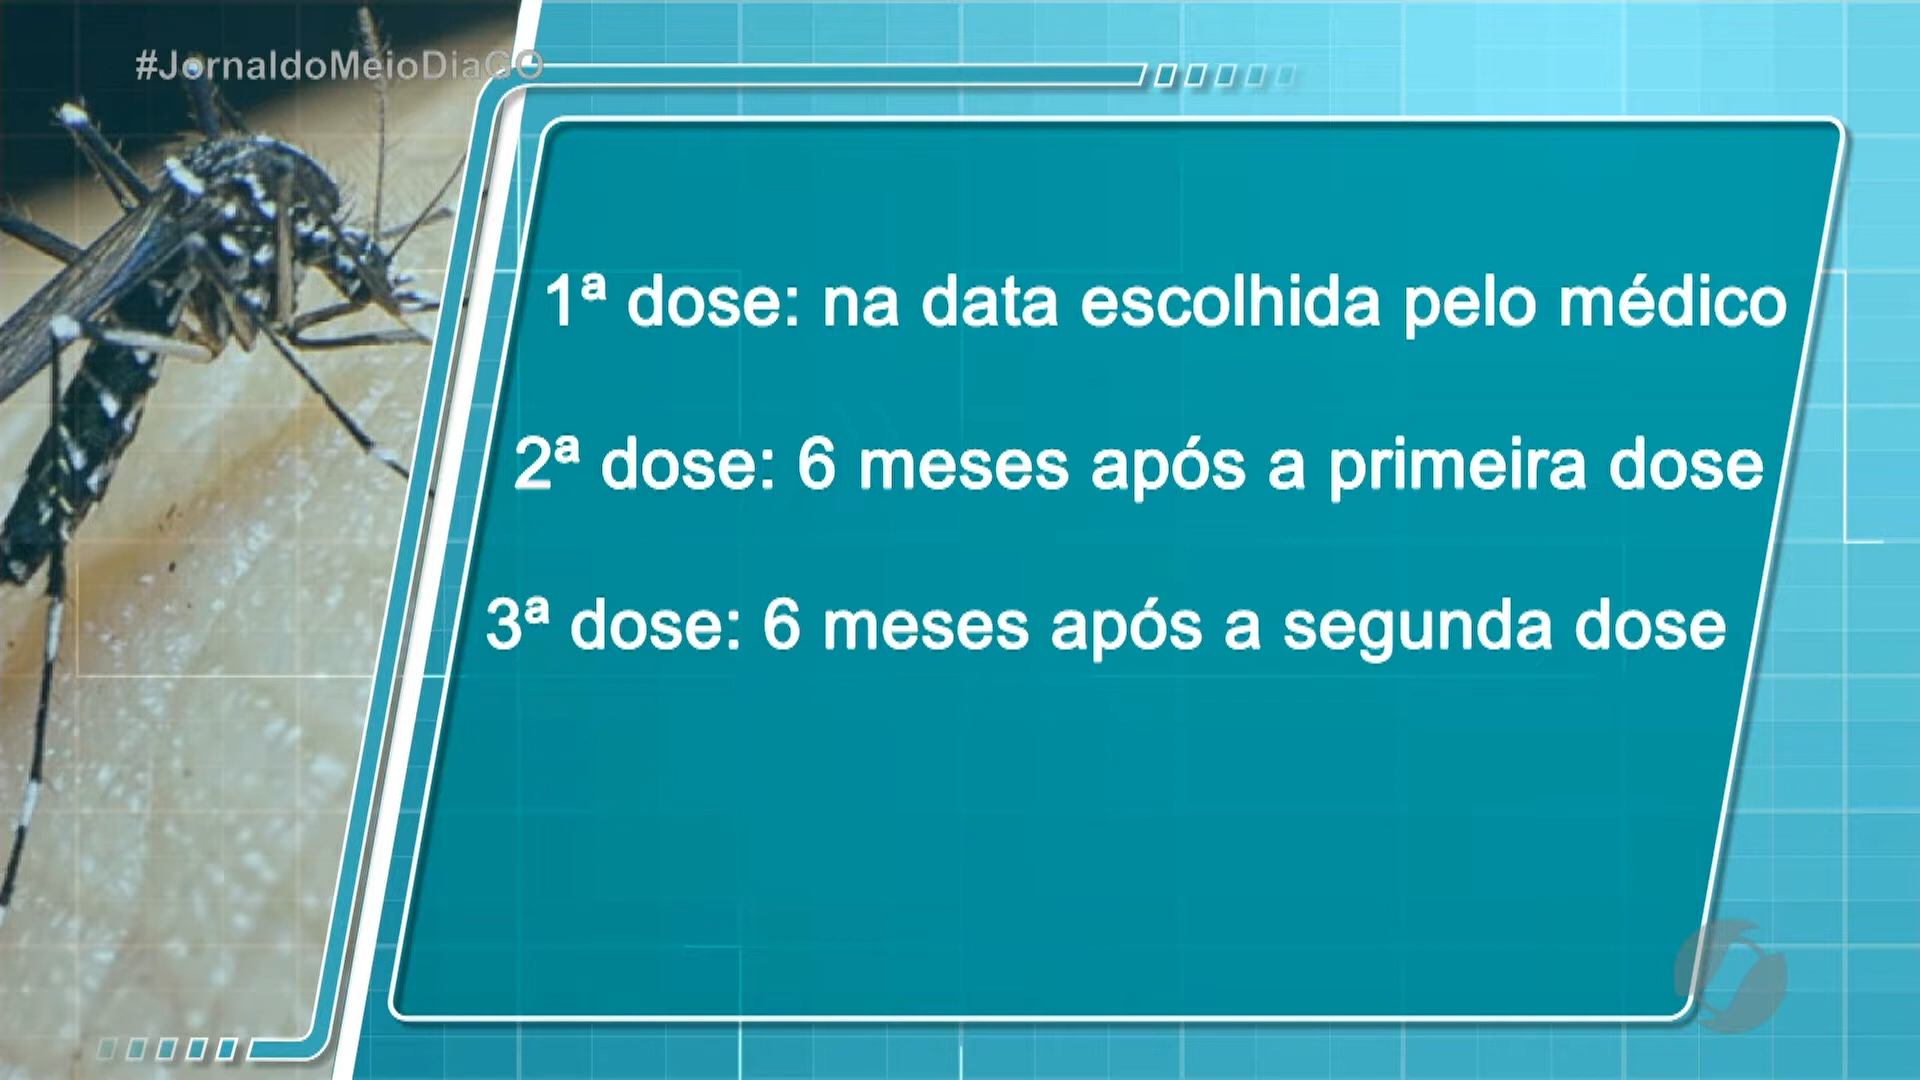 #JornaldoMeioDiaGO
1ª dose: na data escolhida pelo médico
2ª dose: 6 meses após a primeira dose
3ª dose: 6 meses após a segunda dose